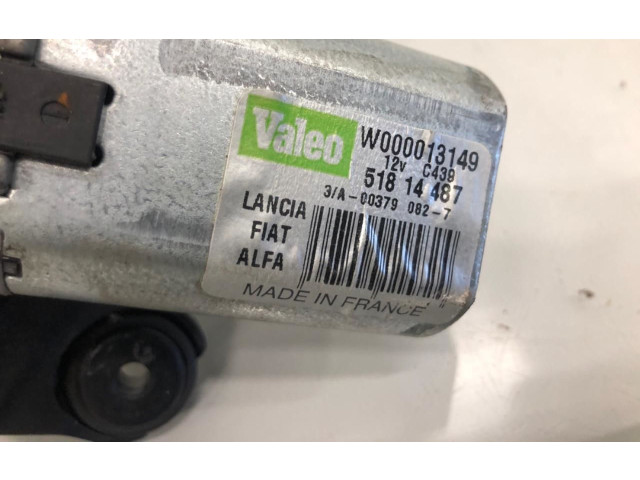 Valeo
W000013149
12v C439
518 14 487
3/A-00379 082-7
LANCIA
FIAT
ALFA
MADE IN FRANCE